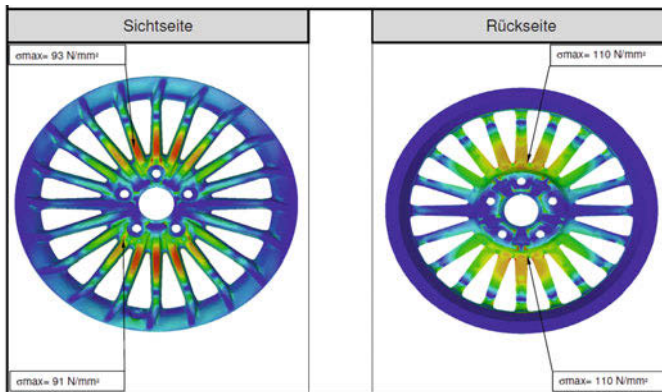 Sichtseite
Rückseite
σmax= 93 N/mm²
σmax= 110 N/mm²
σmax= 91 N/mm²
σmax= 110 N/mm²